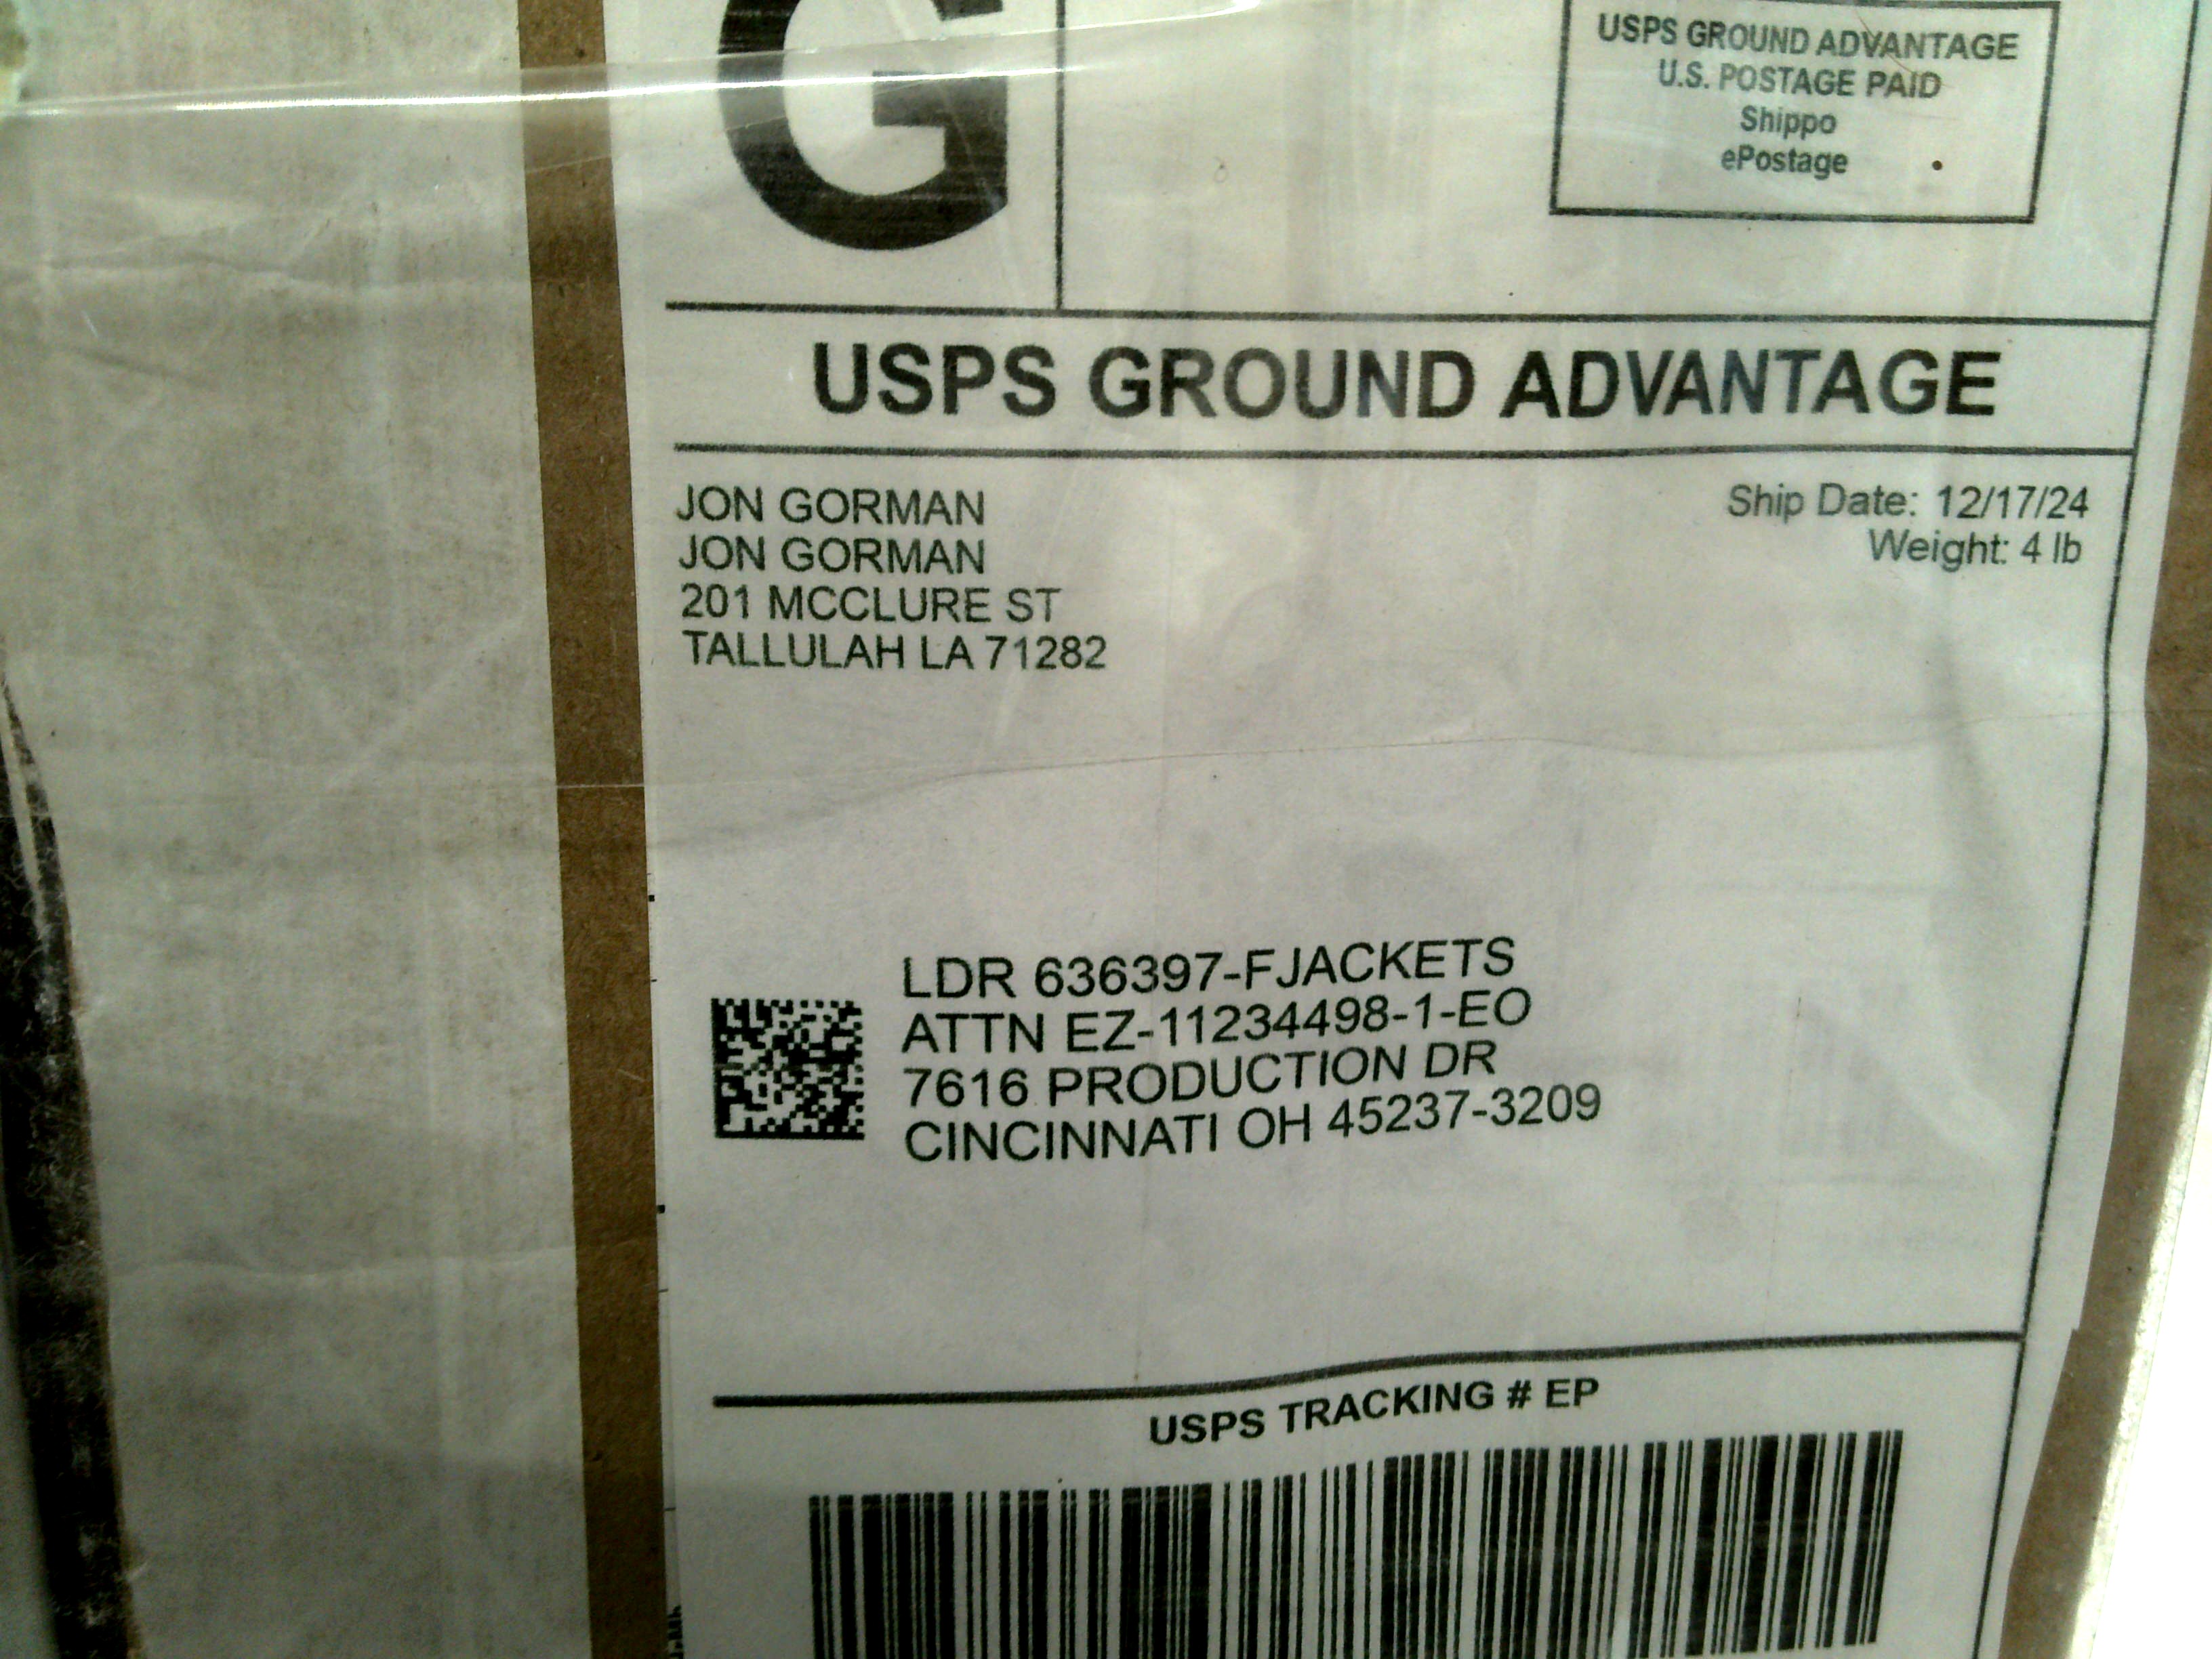 G
USPS GROUND ADVANTAGE
U.S. POSTAGE PAID
Shippo
ePostage
USPS GROUND ADVANTAGE
JON GORMAN
JON GORMAN
201 MCCLURE ST
TALLULAH LA 71282
Ship Date: 12/17/24
Weight: 4 lb
LDR 636397-FJACKETS
ATTN EZ-11234498-1-EO
7616 PRODUCTION DR
CINCINNATI OH 45237-3209
USPS TRACKING # EP